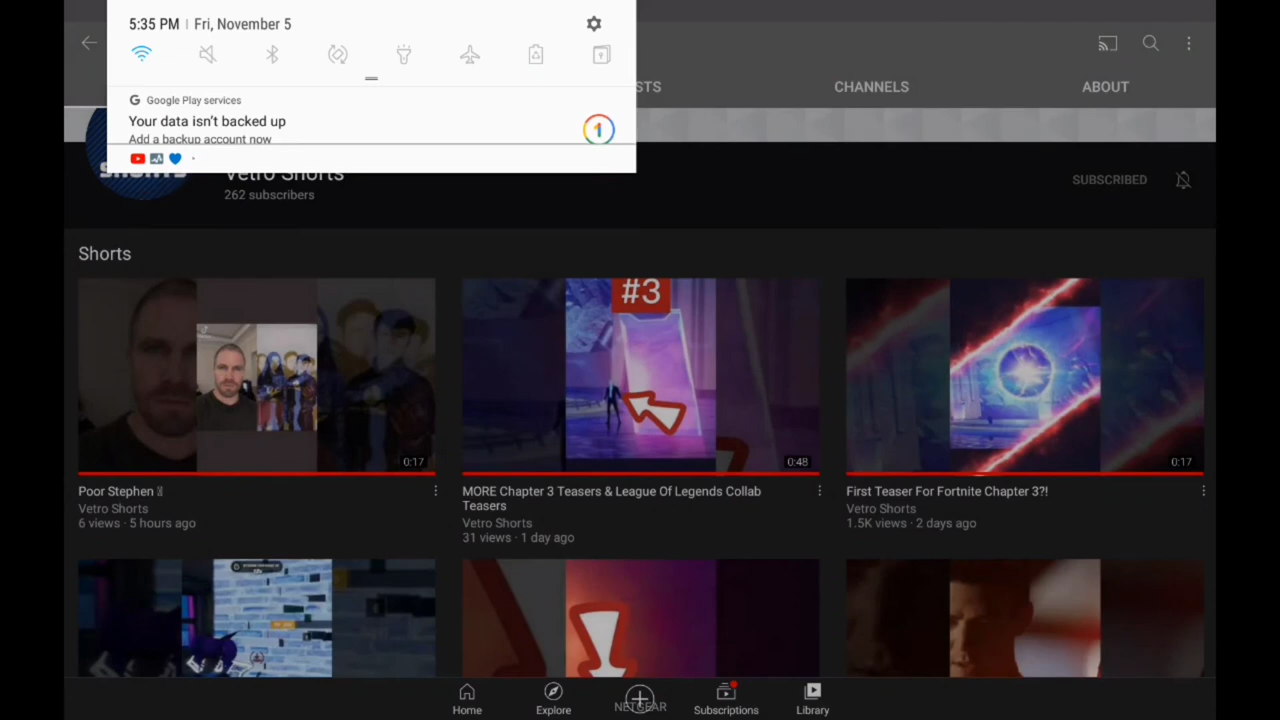 5:35 PM | Fri, November 5
Google Play services
Your data isn't backed up
Add a backup account now
STS
CHANNELS
ABOUT
SHORTS
Vetro Shorts
262 subscribers
SUBSCRIBED
Shorts
#3
0:17
0:48
0:17
Poor Stephen
Vetro Shorts
6 views · 5 hours ago
MORE Chapter 3 Teasers & League Of Legends Collab
Teasers
Vetro Shorts
31 views · 1 day ago
First Teaser For Fortnite Chapter 3?!
Vetro Shorts
1.5K views · 2 days ago
Home
Explore
NETGEAR
Subscriptions
Library